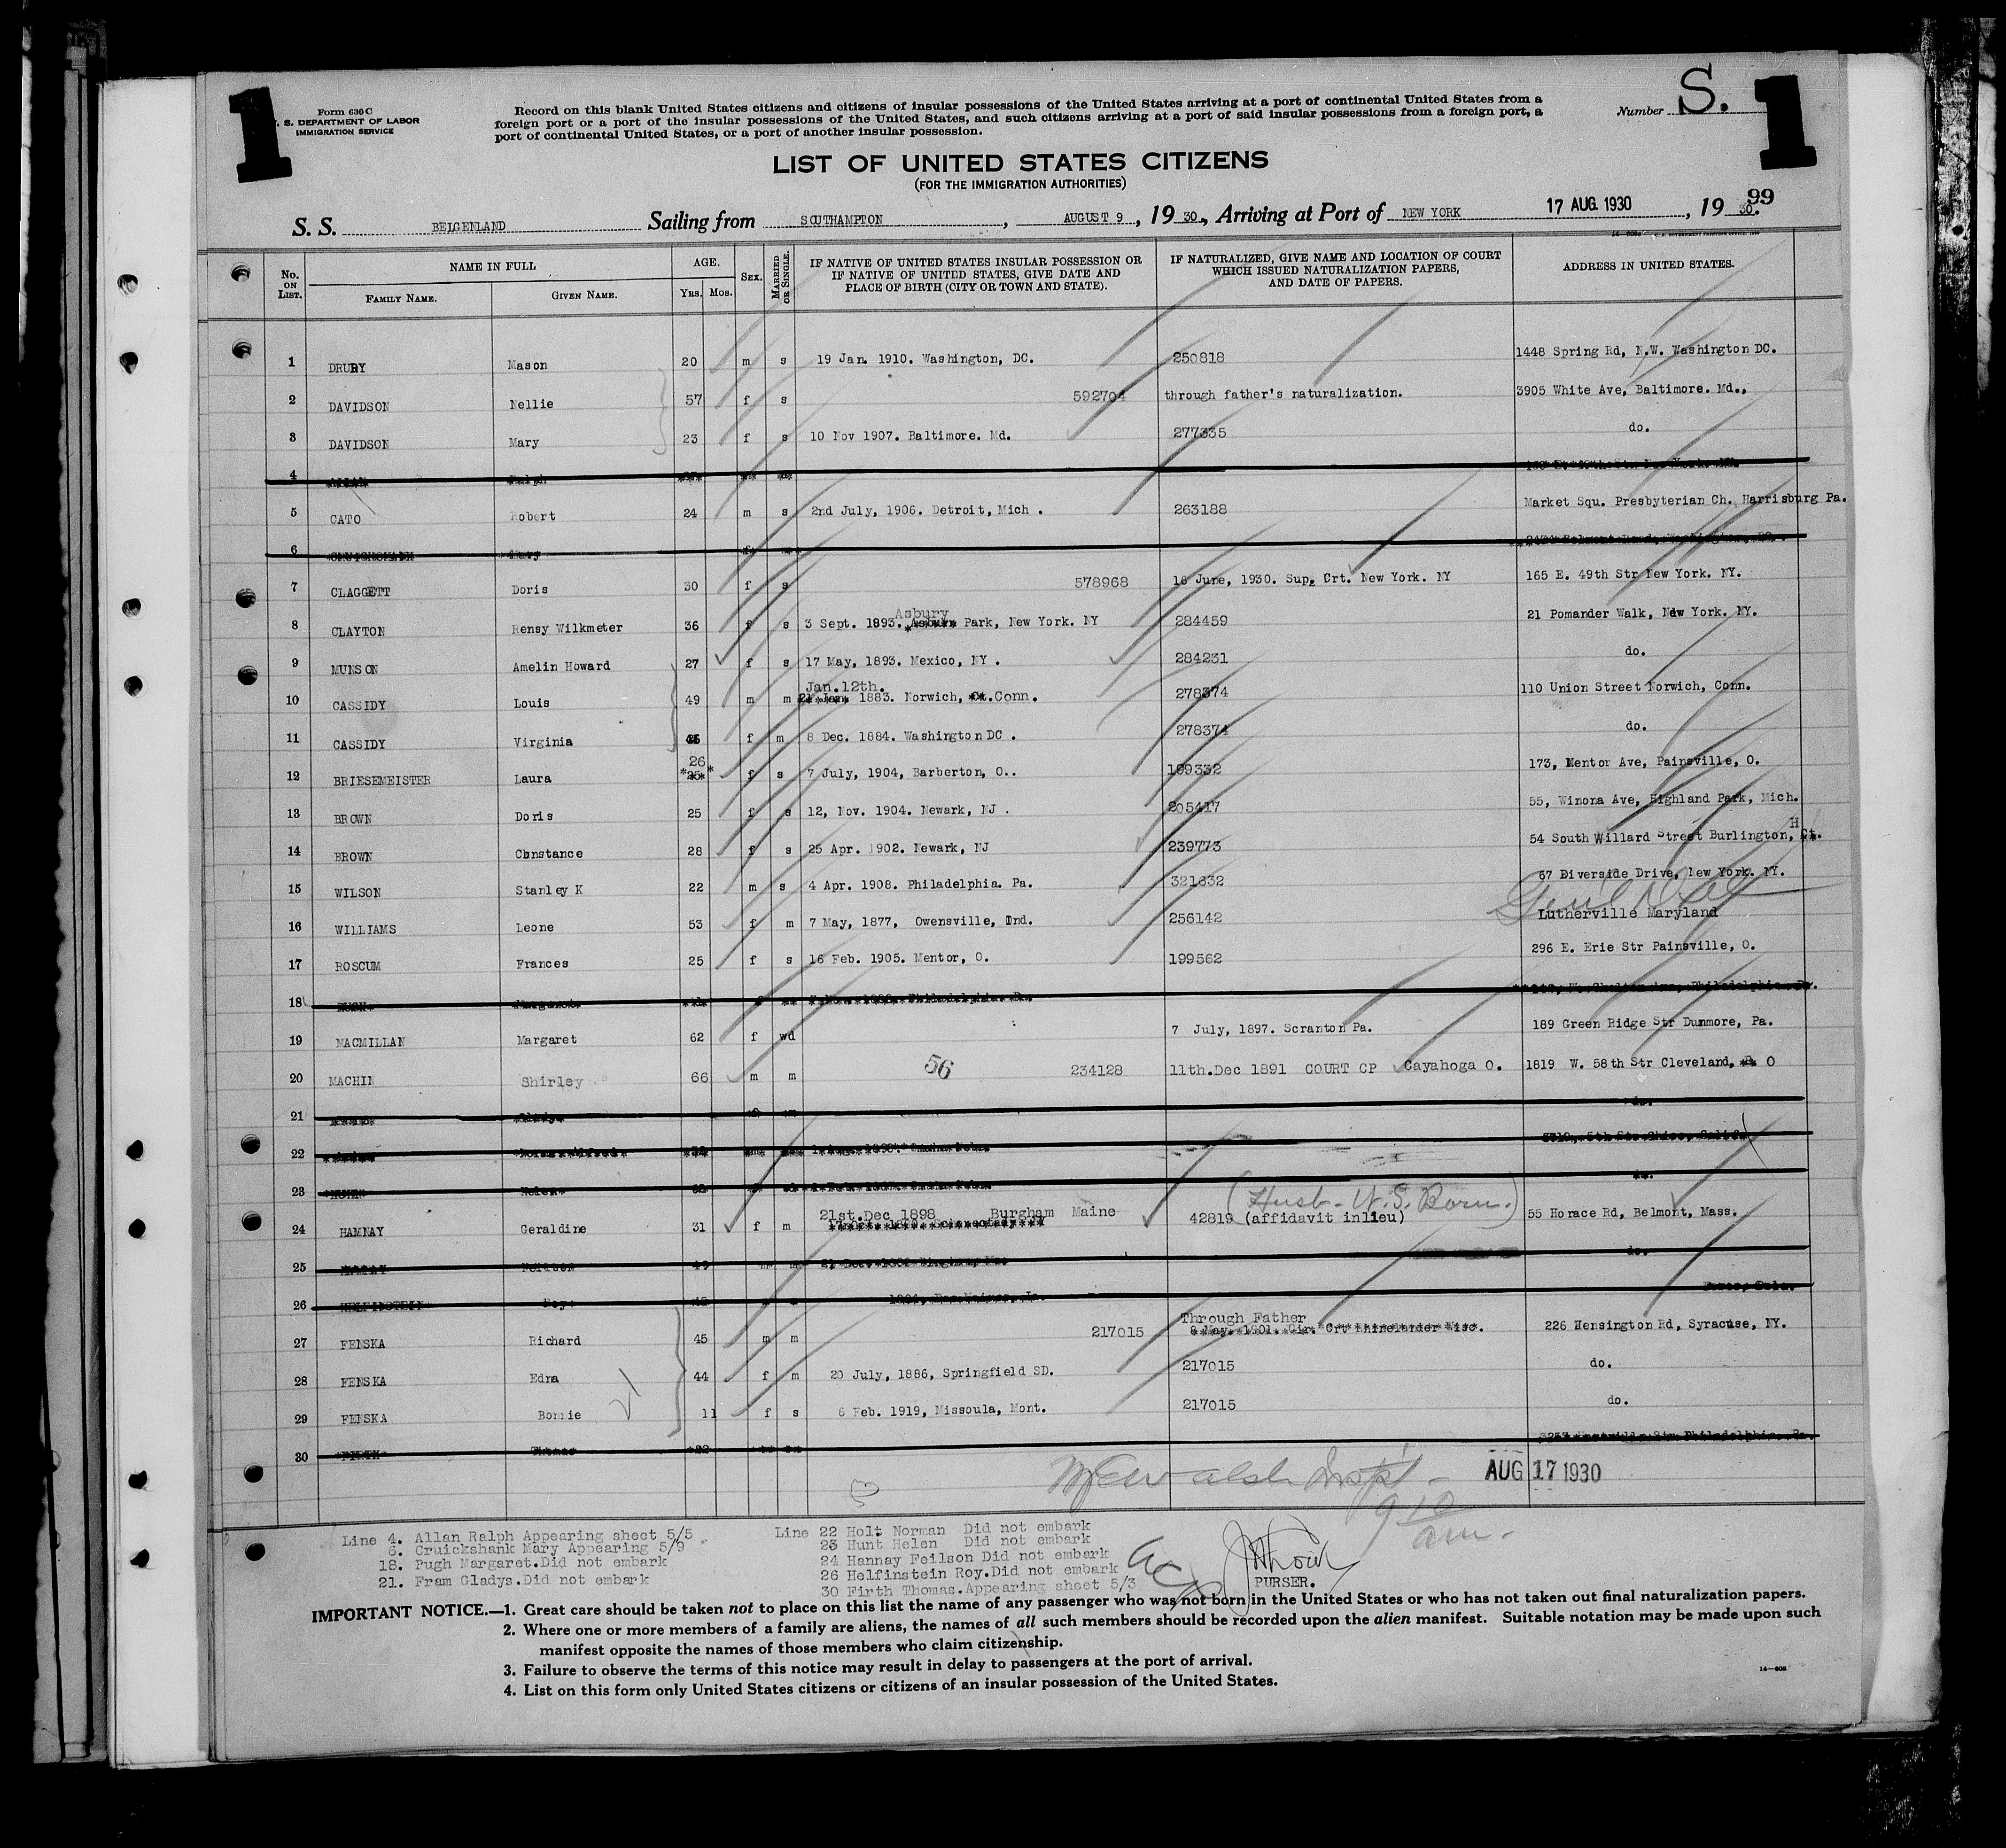 1
Form 630 C
S. DEPARTMENT OF LABOR
IMMIGRATION SERVICE
Record on this blank United States citizens and citizens of insular possessions of the United States arriving at a port of continental United States from a
foreign port or a port of the insular possessions of the United States, and such citizens arriving at a port of said insular possessions from a foreign port, a
port of continental United States, or a port of another insular possession.
Number S.
1
LIST OF UNITED STATES CITIZENS
(FOR THE IMMIGRATION AUTHORITIES)
99
S. S. BELGENLAND Sailing from SOUTHAMPTON, AUGUST 9, 19 30., Arriving at Port of NEW YORK 17 AUG. 1930, 19 30.
No. ON LIST. NAME IN FULL FAMILY NAME. GIVEN NAME. AGE. YRS. MOS. SEX. MARRIED OR SINGLE. IF NATIVE OF UNITED STATES INSULAR POSSESSION OR IF NATIVE OF UNITED STATES, GIVE DATE AND PLACE OF BIRTH (CITY OR TOWN AND STATE). IF NATURALIZED, GIVE NAME AND LOCATION OF COURT WHICH ISSUED NATURALIZATION PAPERS, AND DATE OF PAPERS. ADDRESS IN UNITED STATES.
1 DRURY Mason 20 m s 19 Jan. 1910. Washington, DC. 250818 1448 Spring Rd, N.W. Washington DC.
2 DAVIDSON Nellie 57 f s 592704 through father's naturalization. 3905 White Ave, Baltimore. Md.,
3 DAVIDSON Mary 23 f s 10 Nov 1907. Baltimore. Md. 277335 do.
4
5 CATO Robert 24 m s 2nd July, 1906. Detroit, Mich . 263188 Market Squ. Presbyterian Ch. Harrisburg Pa.
6
7 CLAGGETT Doris 30 f s 578968 16 June, 1930. Sup. Crt. New York. NY 165 E. 49th Str New York. NY.
Asbury
8 CLAYTON Rensy Wilkmeter 36 f s 3 Sept. 1893. Park, New York. NY 284459 21 Pomander Walk, New York. NY.
9 MUNSON Amelin Howard 27 f s 17 May, 1893. Mexico, NY . 284231 do.
Jan.12th.
10 CASSIDY Louis 49 m m 1883. Norwich, Conn. 278374 110 Union Street Norwich, Conn.
11 CASSIDY Virginia f m 8 Dec. 1884. Washington DC . 278374 do.
26
12 BRIESEMEISTER Laura f s 7 July, 1904, Barberton, O.. 199332 173, Mentor Ave, Painsville, O.
13 BROWN Doris 25 f s 12, Nov. 1904. Newark, NJ . 205417 55, Winona Ave, Highland Park, Mich.
14 BROWN Constance 28 f s 25 Apr. 1902. Newark, NJ 239773 54 South Willard Street Burlington,
15 WILSON Stanley K 22 m s 4 Apr. 1908. Philadelphia. Pa. 321632 67 Riverside Drive, New York. NY.
16 WILLIAMS Leone 53 f m 7 May, 1877, Owensville, Ind. 256142 Lutherville Maryland
17 ROSCUM Frances 25 f s 16 Feb. 1905. Mentor, O. 199562 296 E. Erie Str Painsville, O.
18
19 MACMILLAN Margaret 62 f wd 7 July, 1897. Scranton Pa. 189 Green Ridge Str Dunmore, Pa.
20 MACHIN Shirley 66 m m 56 234128 11th.Dec 1891 COURT CP Cayahoga O. 1819 W. 58th Str Cleveland, O
21 do.
22
23 do.
(Husb - U.S. Born.)
21st.Dec 1898 Burgham Maine
24 HAMNAY Geraldine 31 f m 42819 (affidavit inlieu) 55 Horace Rd, Belmont, Mass.
25 do.
26 HELFINSTEIN Roy
Through Father
27 FENSKA Richard 45 m m 217015 8 May. 1901. Cir. Crt Rhinelander Wisc. 226 Kensington Rd, Syracuse, NY.
28 FENSKA Edna 44 f m 20 July, 1886, Springfield SD. 217015 do.
29 FENSKA Bonnie 11 f s 6 Feb. 1919, Missoula, Mont. 217015 do.
30 Thomas
AUG 17 1930
9 10 am -
Line 4. Allan Ralph Appearing sheet 5/5
6. Cruickshank Mary Appearing 5/9
18. Pugh Margaret.Did not embark
21. Fram Gladys.Did not embark
Line 22 Holt Norman Did not embark
23 Hunt Helen Did not embark
24 Hannay Feilson Did not embark
26 Helfinstein Roy.Did not embark
30 Firth Thomas.Appearing sheet 5/3
PURSER.
IMPORTANT NOTICE.—1. Great care should be taken not to place on this list the name of any passenger who was not born in the United States or who has not taken out final naturalization papers.
2. Where one or more members of a family are aliens, the names of all such members should be recorded upon the alien manifest. Suitable notation may be made upon such
manifest opposite the names of those members who claim citizenship.
3. Failure to observe the terms of this notice may result in delay to passengers at the port of arrival.
4. List on this form only United States citizens or citizens of an insular possession of the United States.